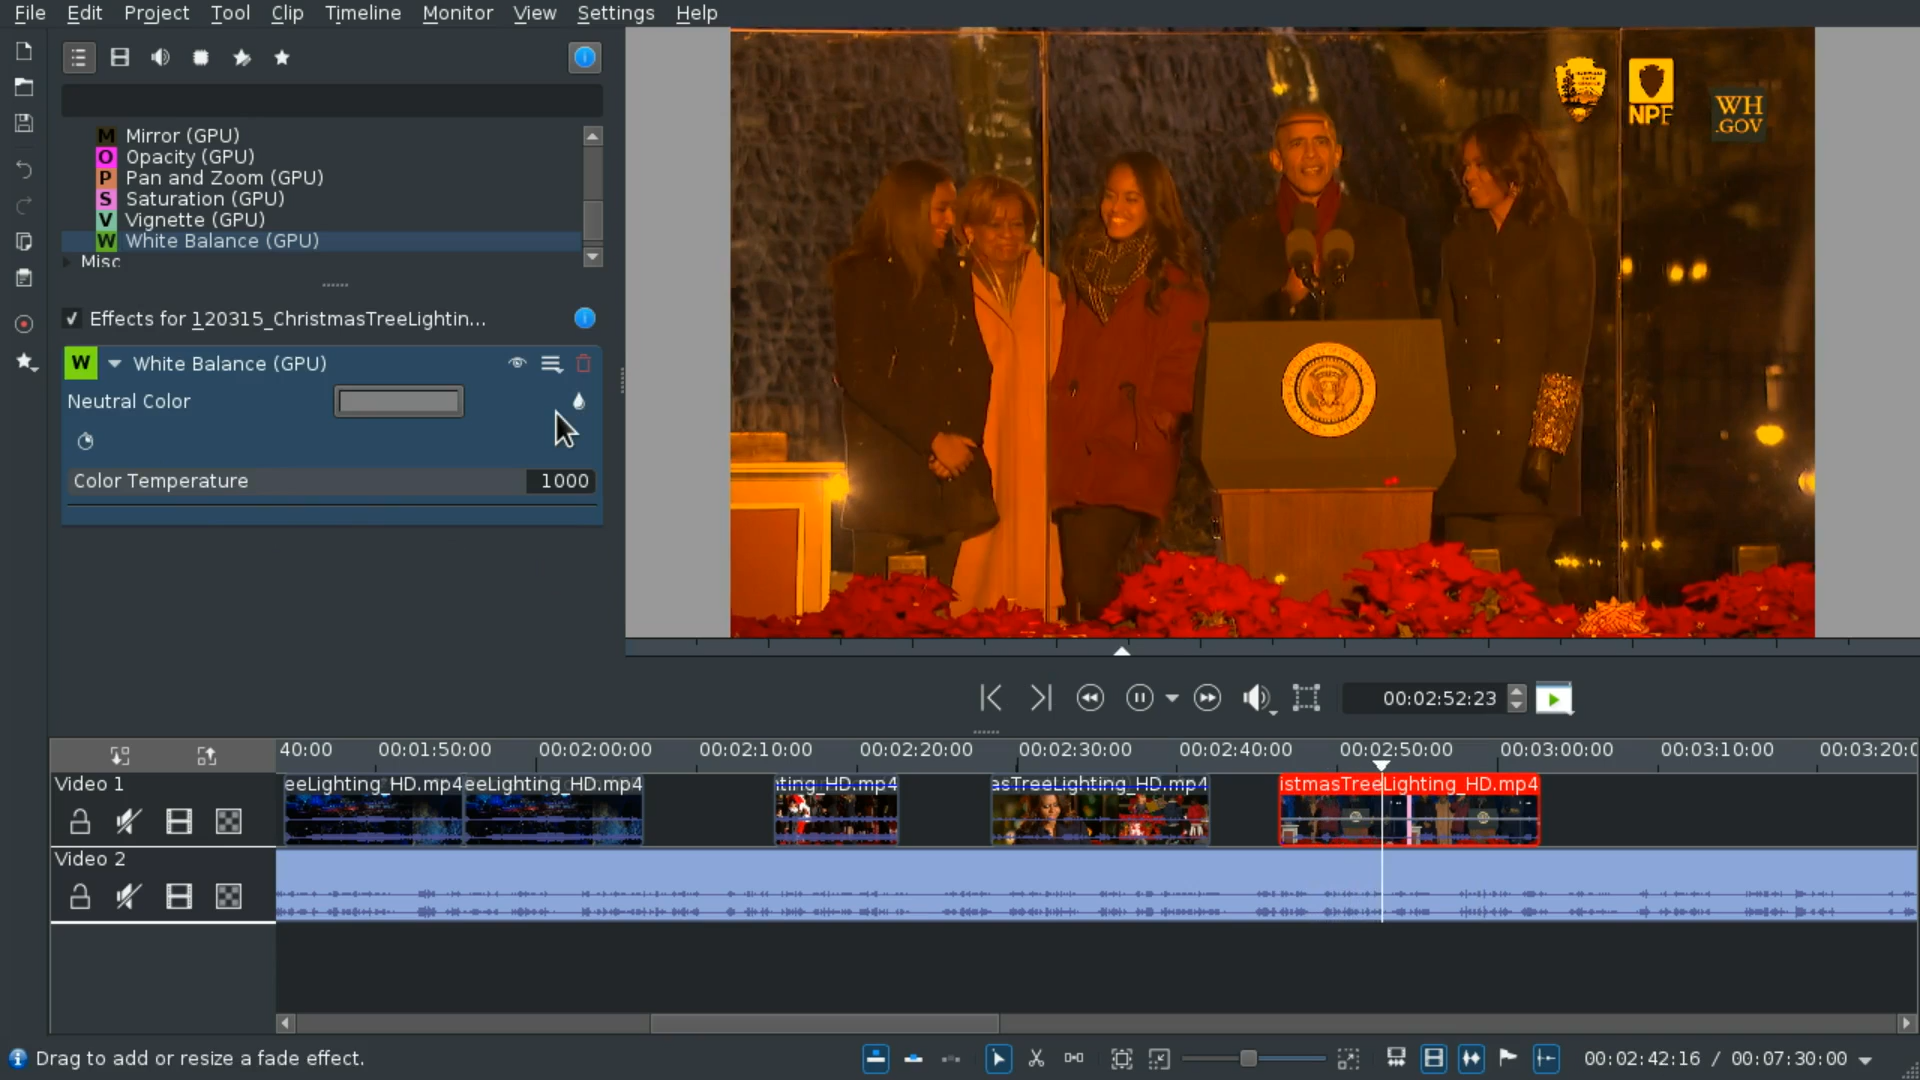 File Edit Project Tool Clip Timeline Monitor View Settings Help
M Mirror (GPU)
O Opacity (GPU)
P Pan and Zoom (GPU)
S Saturation (GPU)
V Vignette (GPU)
W White Balance (GPU)
Misc
Effects for 120315_ChristmasTreeLightin...
W White Balance (GPU)
Neutral Color
Color Temperature 1000
NPF
WH
.GOV
00:02:52:23
40:00 00:01:50:00 00:02:00:00 00:02:10:00 00:02:20:00 00:02:30:00 00:02:40:00 00:02:50:00 00:03:00:00 00:03:10:00 00:03:20:0
Video 1
eeLighting_HD.mp4 eeLighting_HD.mp4 ting_HD.mp4 asTreeLighting_HD.mp4 istmasTreeLighting_HD.mp4
Video 2
Drag to add or resize a fade effect.
00:02:42:16 / 00:07:30:00